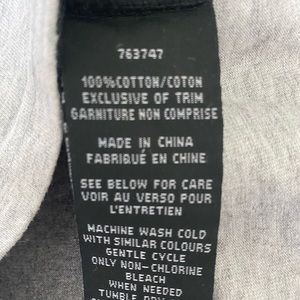 763747
100%COTTON/COTON
EXCLUSIVE OF TRIM
GARNITURE NON COMPRISE
MADE IN CHINA
FABRIQUÉ EN CHINE
SEE BELOW FOR CARE
VOIR AU VERSO POUR
L'ENTRETIEN
MACHINE WASH COLD
WITH SIMILAR COLOURS
GENTLE CYCLE
ONLY NON-CHLORINE
BLEACH
WHEN NEEDED
TUMBLE DRY